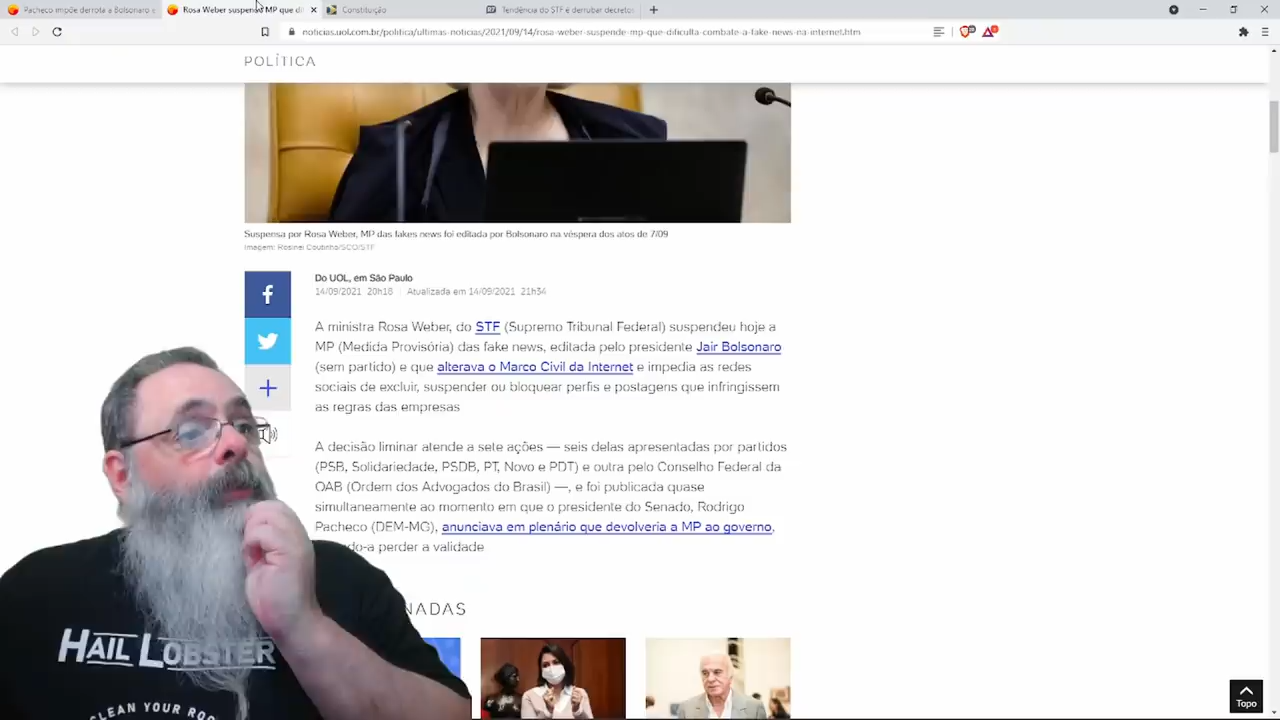 Pacheco impõe derrota a Bolsonaro e
Rosa Weber suspende MP que di
Constituição
Tendência do STF é derrubar decretos
noticias.uol.com.br/politica/ultimas-noticias/2021/09/14/rosa-weber-suspende-mp-que-dificulta-combate-a-fake-news-na-internet.htm
POLÍTICA
Suspensa por Rosa Weber, MP das fakes news foi editada por Bolsonaro na véspera dos atos de 7/09
Imagem: Rosinei Coutinho/SCO/STF
Do UOL, em São Paulo
14/09/2021 20h18 | Atualizada em 14/09/2021 21h34
A ministra Rosa Weber, do STF (Supremo Tribunal Federal) suspendeu hoje a
MP (Medida Provisória) das fake news, editada pelo presidente Jair Bolsonaro
(sem partido) e que alterava o Marco Civil da Internet e impedia as redes
sociais de excluir, suspender ou bloquear perfis e postagens que infringissem
as regras das empresas
A decisão liminar atende a sete ações — seis delas apresentadas por partidos
(PSB, Solidariedade, PSDB, PT, Novo e PDT) e outra pelo Conselho Federal da
OAB (Ordem dos Advogados do Brasil) —, e foi publicada quase
simultaneamente ao momento em que o presidente do Senado, Rodrigo
Pacheco (DEM-MG), anunciava em plenário que devolveria a MP ao governo,
do-a perder a validade
NADAS
HAIL LOBSTER
CLEAN YOUR ROO
Topo